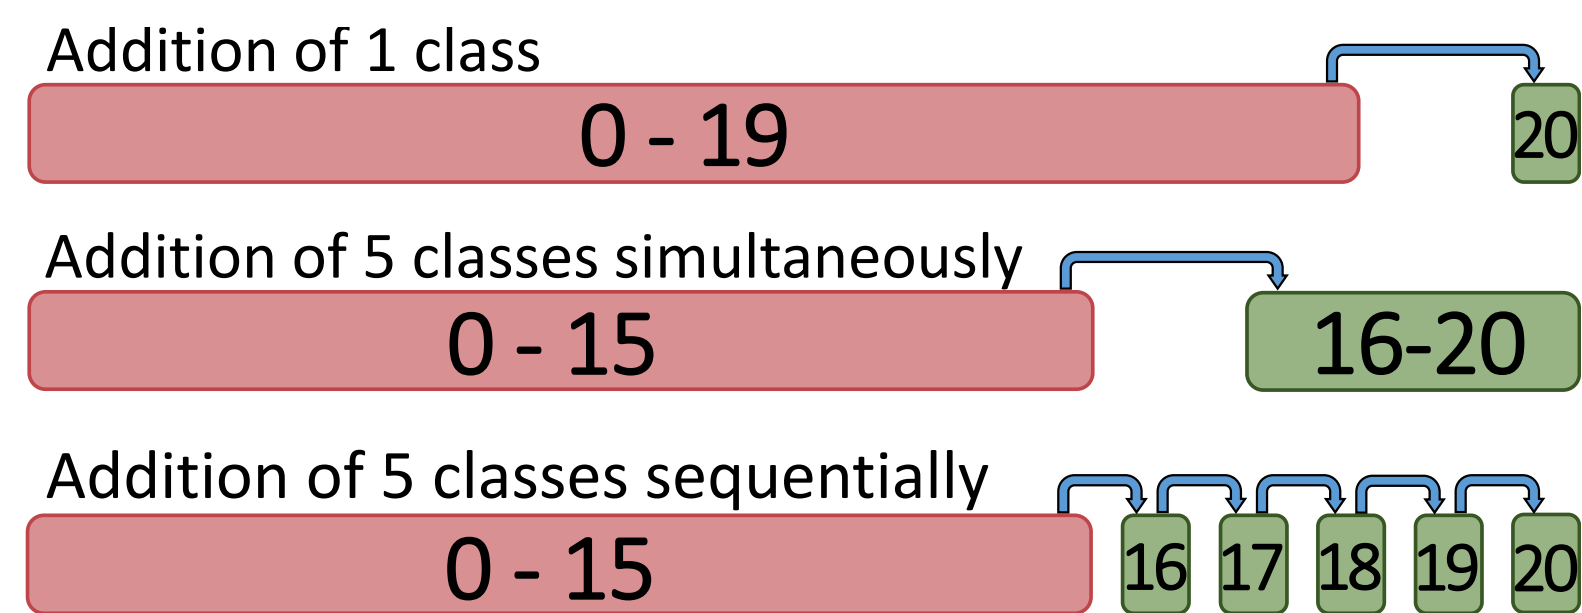 Addition of 1 class
0 - 19
20
Addition of 5 classes simultaneously
0 - 15
16-20
Addition of 5 classes sequentially
0 - 15
16
17
18
19
20